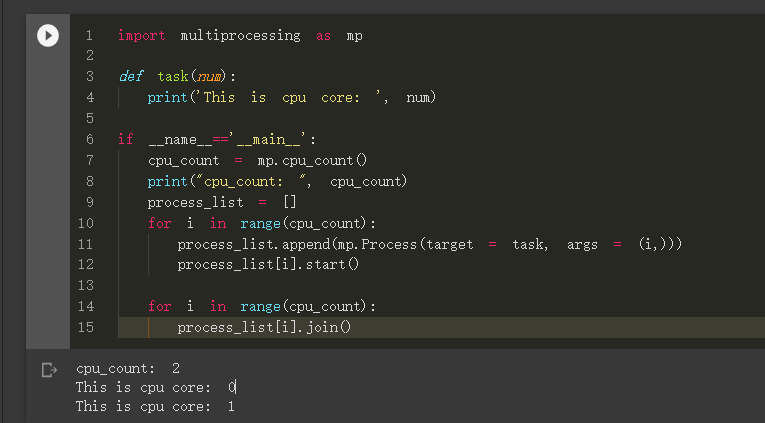 1 import multiprocessing as mp
2
3 def task(num):
4 print('This is cpu core: ', num)
5
6 if __name__=='__main__':
7 cpu_count = mp.cpu_count()
8 print("cpu_count: ", cpu_count)
9 process_list = []
10 for i in range(cpu_count):
11 process_list.append(mp.Process(target = task, args = (i,)))
12 process_list[i].start()
13
14 for i in range(cpu_count):
15 process_list[i].join()
cpu_count: 2
This is cpu core: 0
This is cpu core: 1